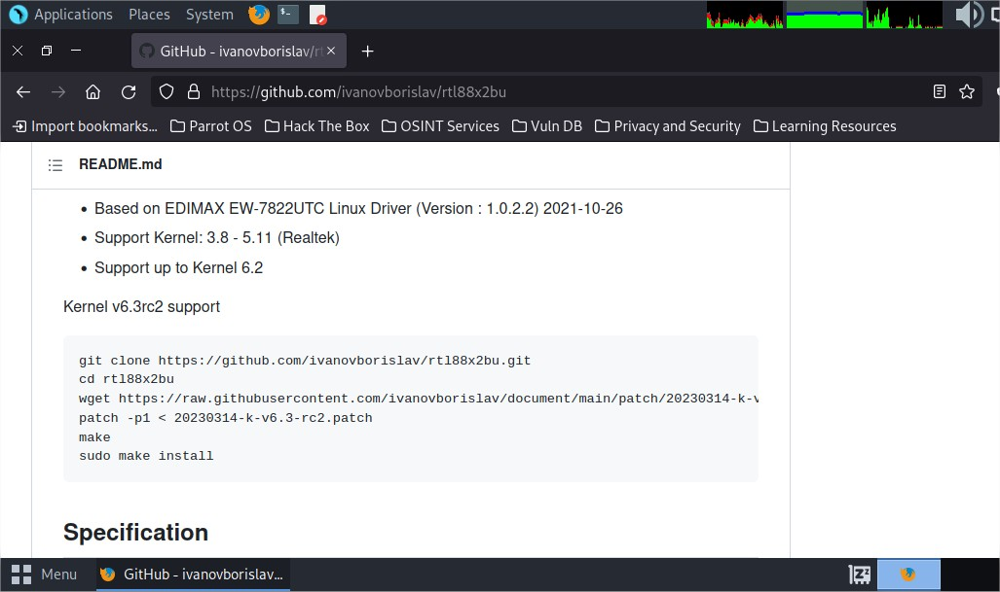 Applications Places System
GitHub - ivanovborislav/rt
https://github.com/ivanovborislav/rtl88x2bu
Import bookmarks... Parrot OS Hack The Box OSINT Services Vuln DB Privacy and Security Learning Resources
README.md
• Based on EDIMAX EW-7822UTC Linux Driver (Version : 1.0.2.2) 2021-10-26
• Support Kernel: 3.8 - 5.11 (Realtek)
• Support up to Kernel 6.2
Kernel v6.3rc2 support
git clone https://github.com/ivanovborislav/rtl88x2bu.git
cd rtl88x2bu
wget https://raw.githubusercontent.com/ivanovborislav/document/main/patch/20230314-k-v
patch -p1 < 20230314-k-v6.3-rc2.patch
make
sudo make install
Specification
Menu GitHub - ivanovborislav...